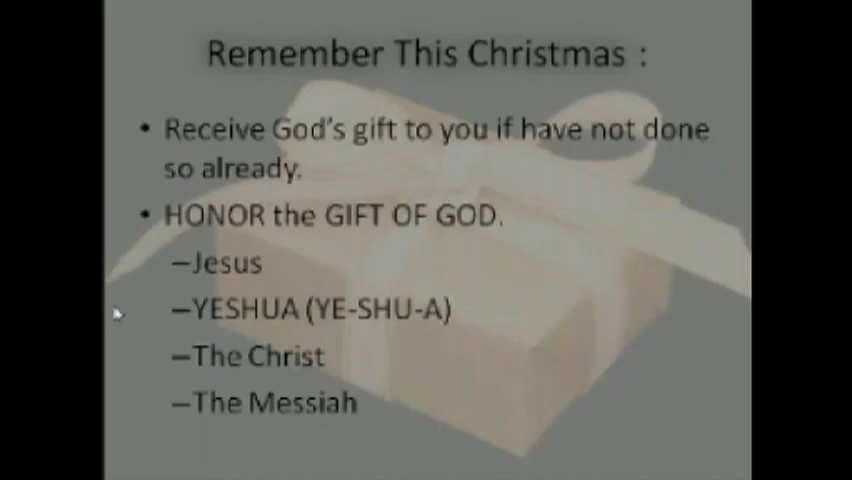 Remember This Christmas :
• Receive God's gift to you if have not done
so already.
• HONOR the GIFT OF GOD.
–Jesus
–YESHUA (YE-SHU-A)
–The Christ
–The Messiah